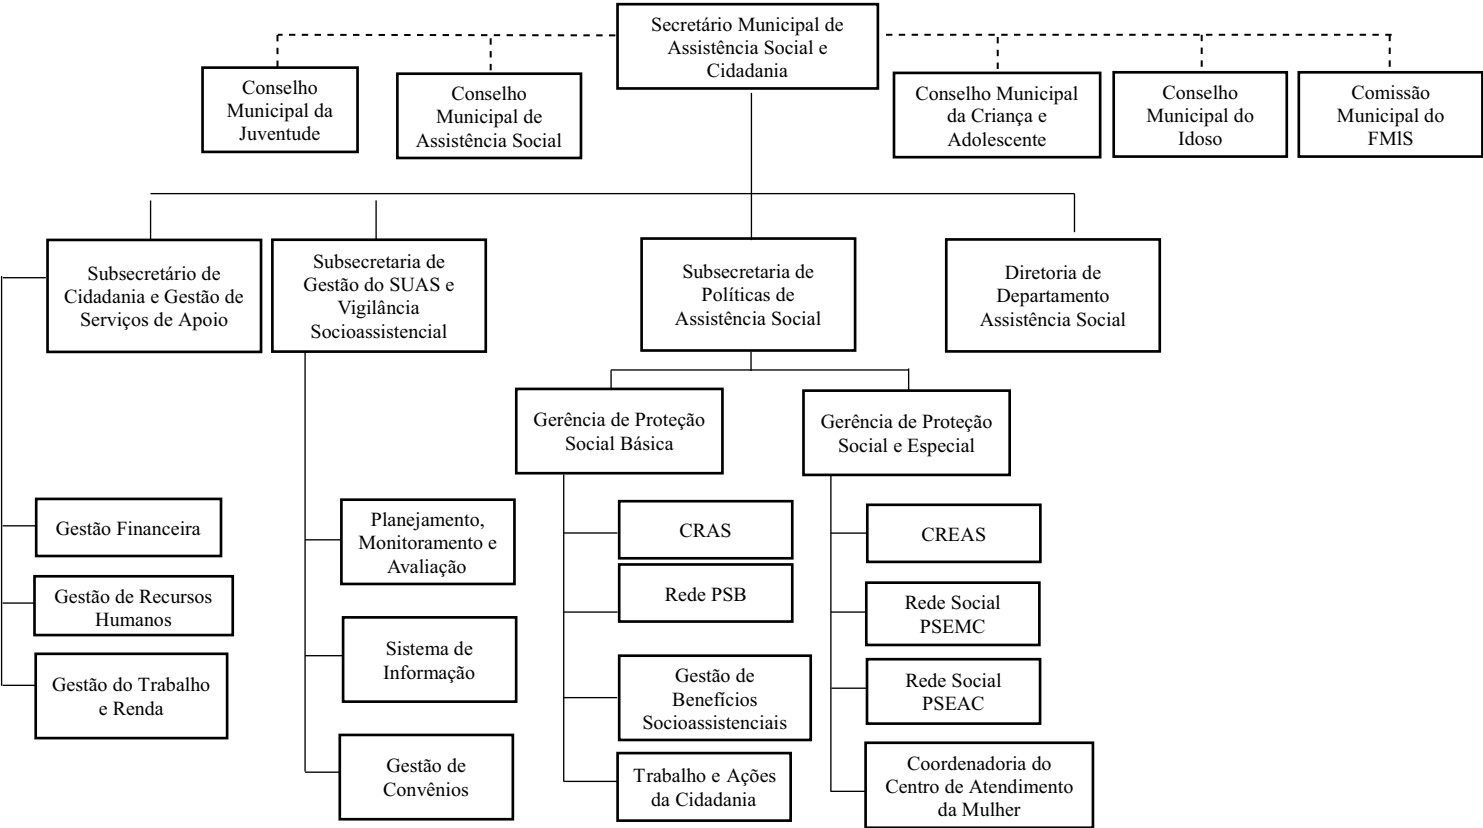 Secretário Municipal de
Assistência Social e
Cidadania
Conselho
Municipal da
Juventude
Conselho
Municipal de
Assistência Social
Conselho Municipal
da Criança e
Adolescente
Conselho
Municipal do
Idoso
Comissão
Municipal do
FMlS
Subsecretário de
Cidadania e Gestão de
Serviços de Apoio
Subsecretaria de
Gestão do SUAS e
Vigilância
Socioassistencial
Subsecretaria de
Políticas de
Assistência Social
Diretoria de
Departamento
Assistência Social
Gerência de Proteção
Social Básica
Gerência de Proteção
Social e Especial
Gestão Financeira
Gestão de Recursos
Humanos
Gestão do Trabalho
e Renda
Planejamento,
Monitoramento e
Avaliação
Sistema de
Informação
Gestão de
Convênios
CRAS
Rede PSB
Gestão de
Benefícios
Socioassistenciais
Trabalho e Ações
da Cidadania
CREAS
Rede Social
PSEMC
Rede Social
PSEAC
Coordenadoria do
Centro de Atendimento
da Mulher